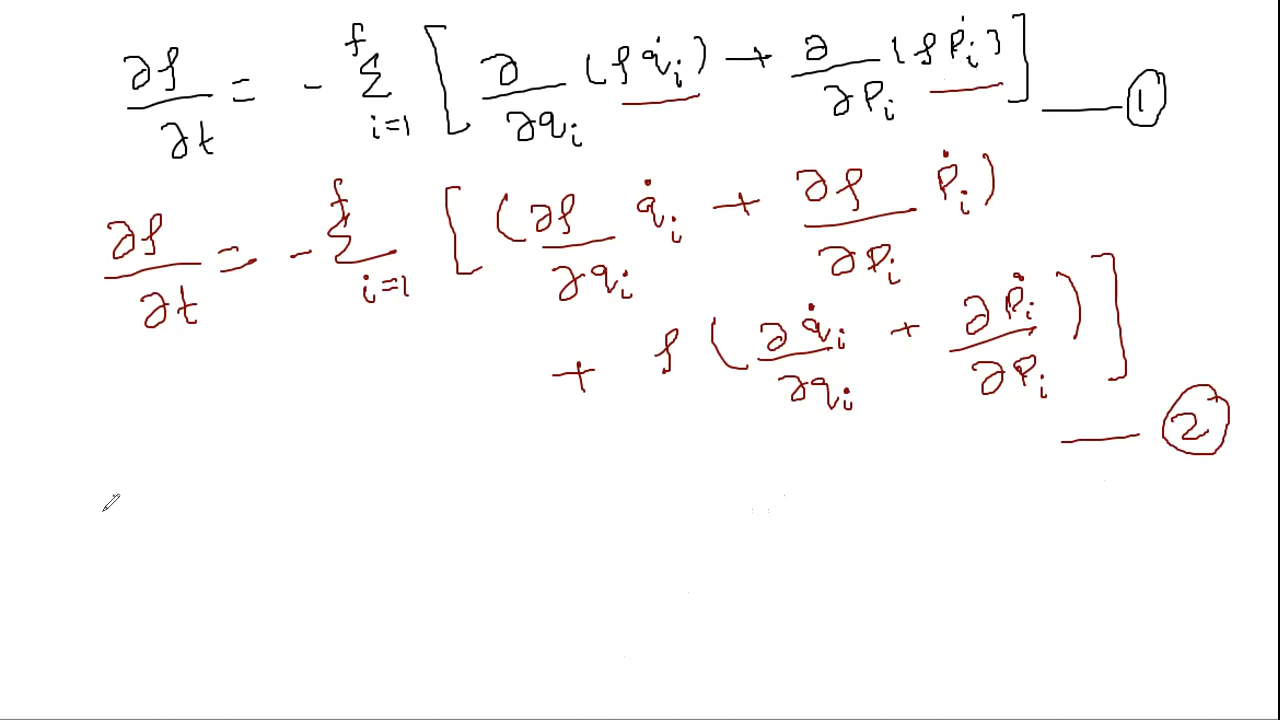 ∂ρ/∂t = - Σ_{i=1}^{f} [ ∂/∂q_i (ρ q̇_i) + ∂/∂p_i {ρ ṗ_i} ] —— ①
∂ρ/∂t = - Σ_{i=1}^{f} [ (∂ρ/∂q_i q̇_i + ∂ρ/∂p_i ṗ_i)
+ ρ ( ∂q̇_i/∂q_i + ∂ṗ_i/∂p_i ) ]
—— ②